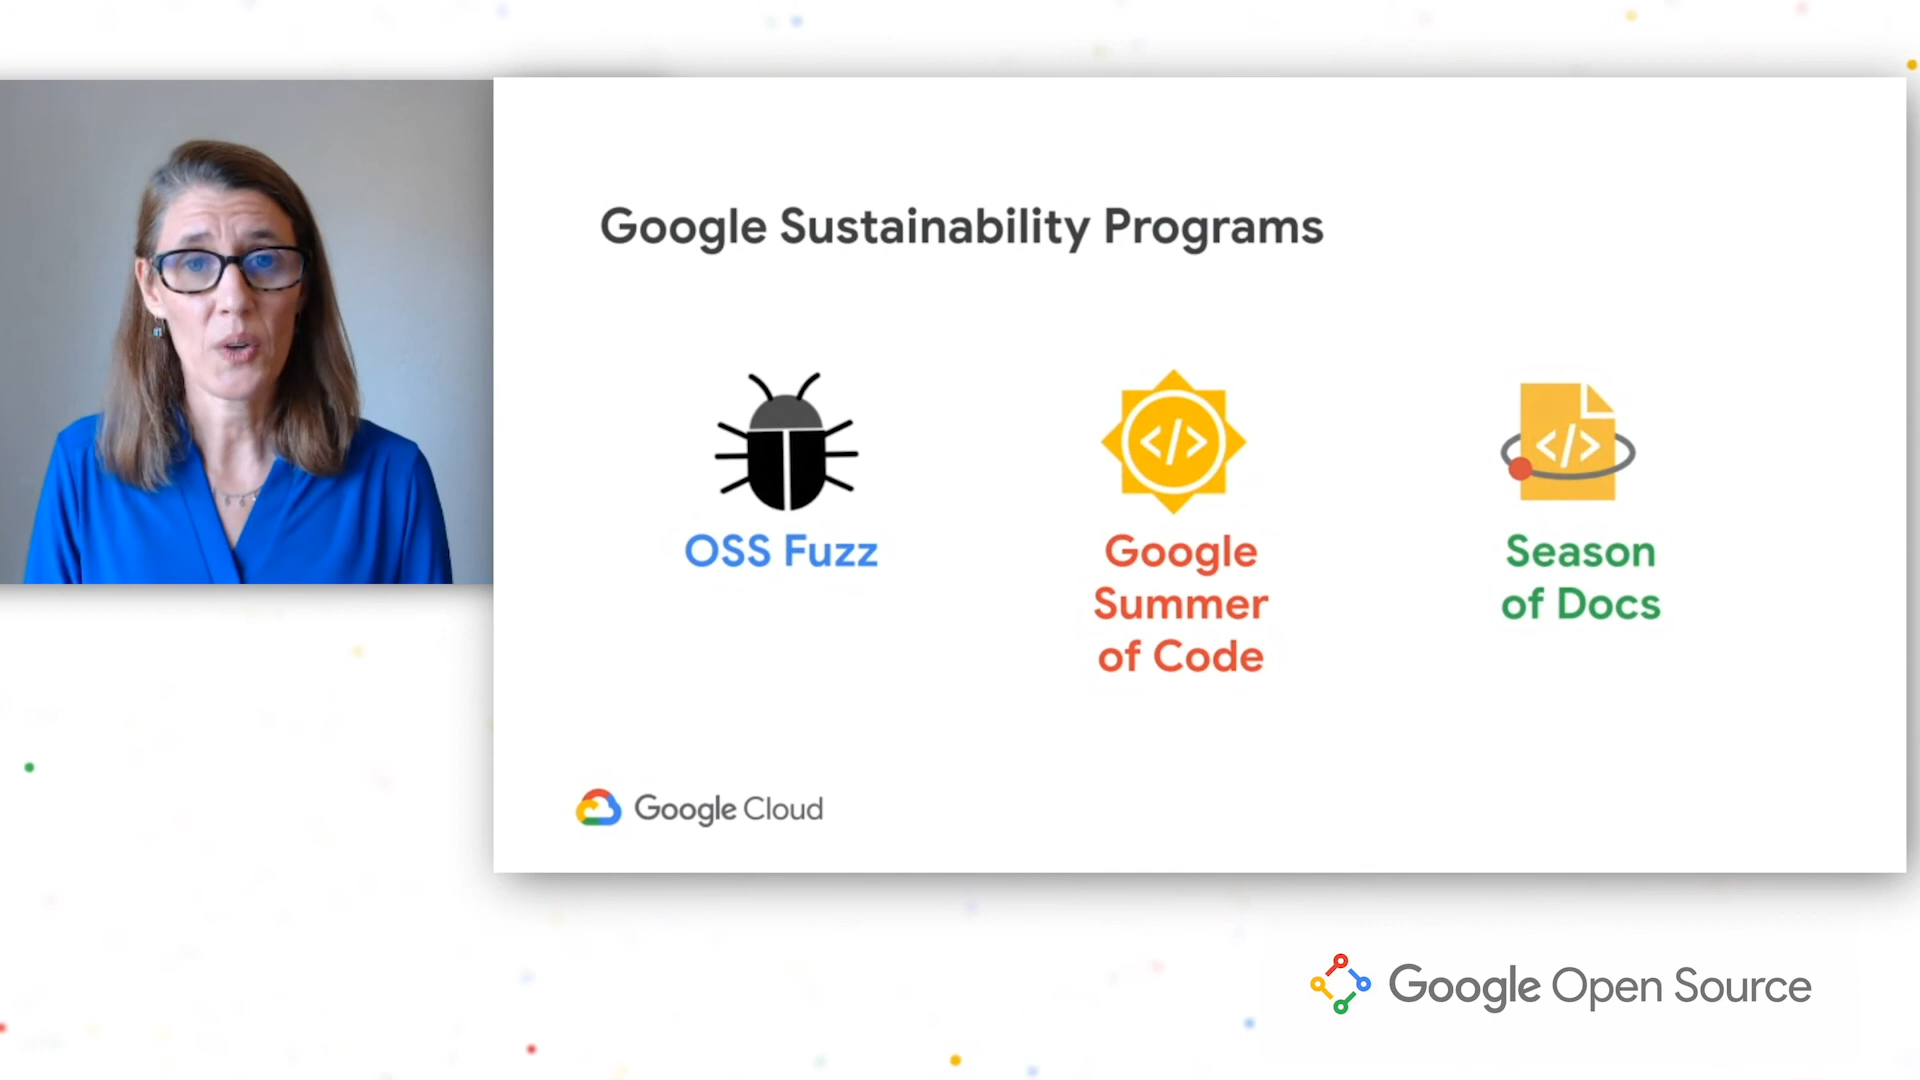 Google Sustainability Programs
OSS Fuzz
Google
Summer
of Code
Season
of Docs
Google Cloud
Google Open Source